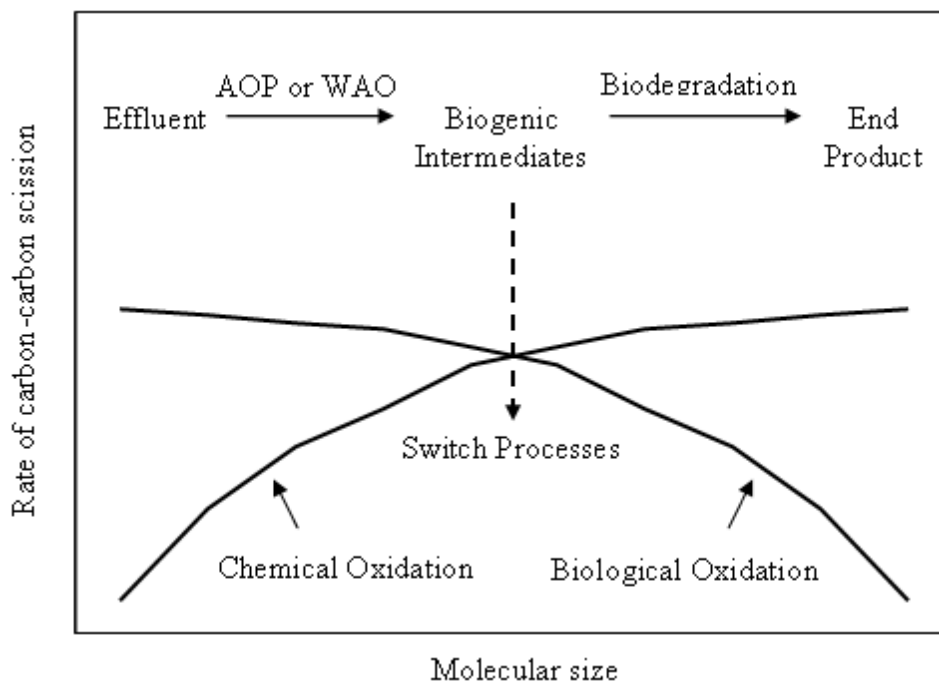 AOP or WAO
Biodegradation
Effluent
Biogenic
Intermediates
End
Product
Rate of carbon-carbon scission
Switch Processes
Chemical Oxidation
Biological Oxidation
Molecular size